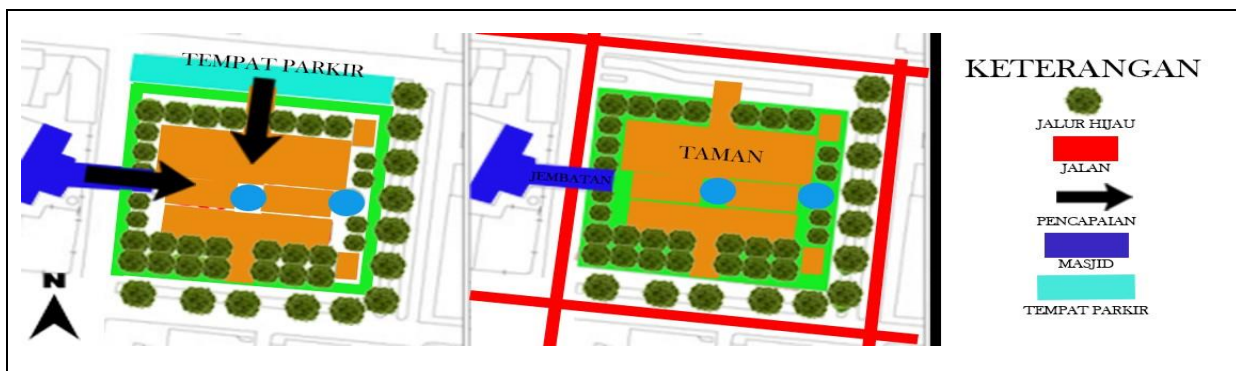 TEMPAT PARKIR
N
TAMAN
JEMBATAN
KETERANGAN
JALUR HIJAU
JALAN
PENCAPAIAN
MASJID
TEMPAT PARKIR